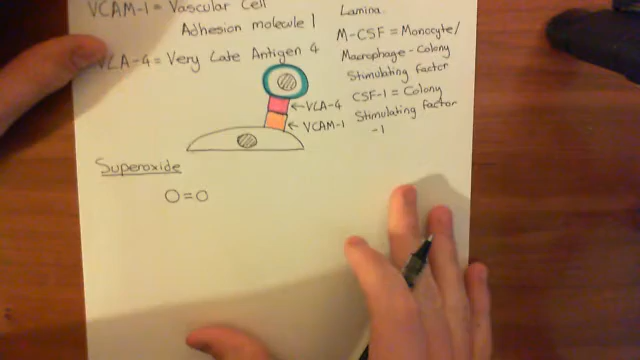 VCAM-1 = Vascular Cell
Adhesion molecule 1
VLA-4 = Very Late Antigen 4
← VLA-4
← VCAM-1
Lamina
M-CSF = Monocyte/
Macrophage - Colony
Stimulating factor
CSF-1 = Colony
Stimulating factor
-1
Superoxide
O=O